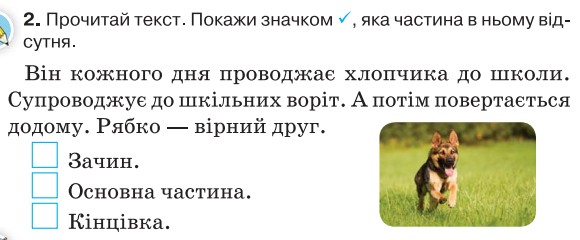 2. Прочитай текст. Покажи значком ✓, яка частина в ньому від-
сутня.
Він кожного дня проводжає хлопчика до школи.
Супроводжує до шкільних воріт. А потім повертається
додому. Рябко — вірний друг.
Зачин.
Основна частина.
Кінцівка.